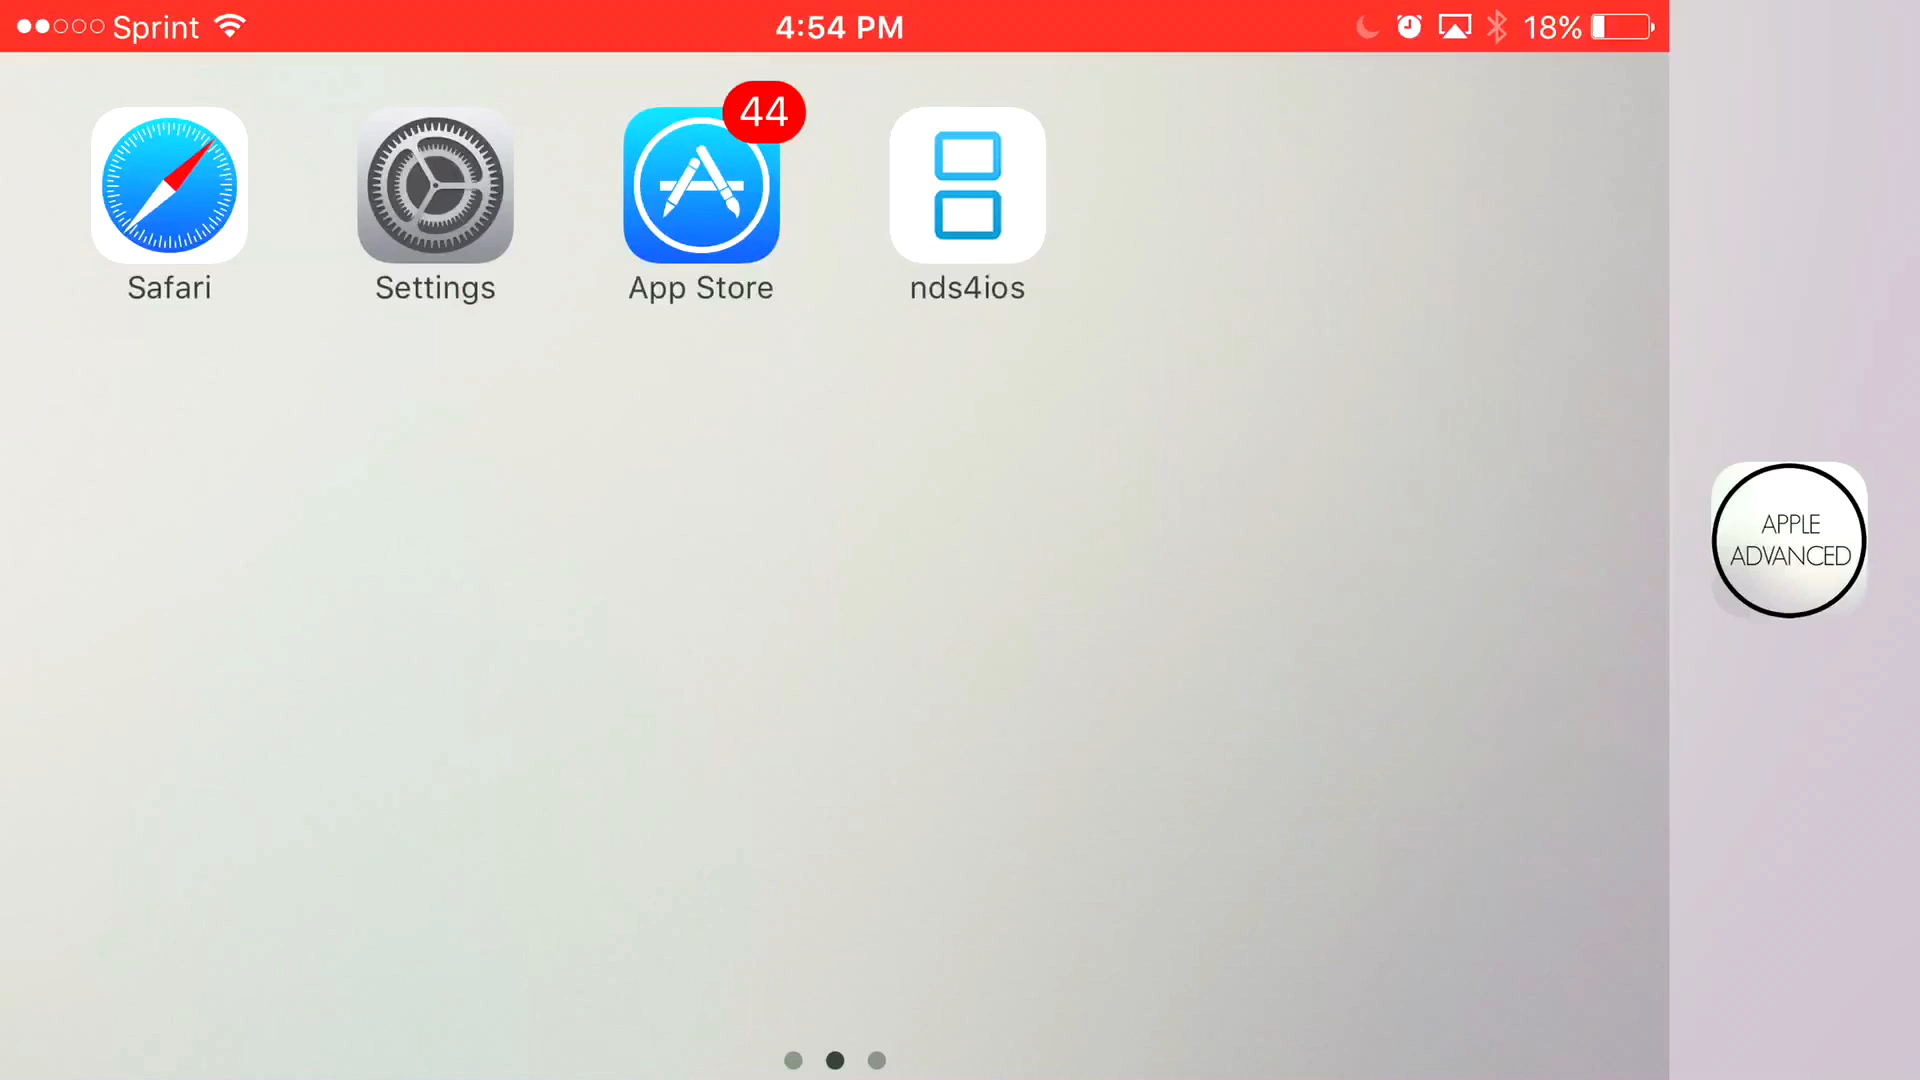 Sprint
4:54 PM
18%
44
Safari
Settings
App Store
nds4ios
APPLE
ADVANCED